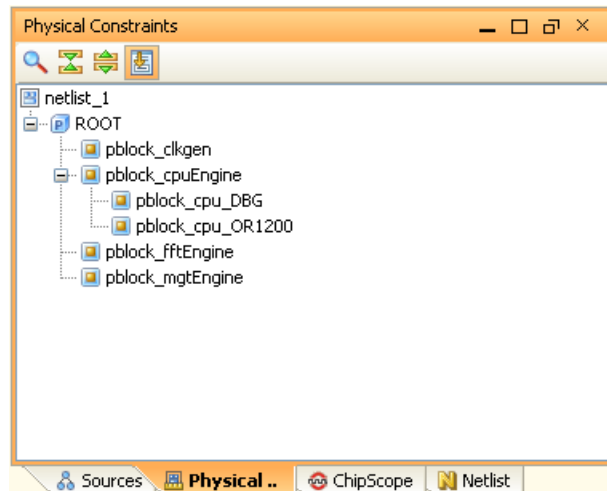 Physical Constraints
netlist_1
ROOT
pblock_clkgen
pblock_cpuEngine
pblock_cpu_DBG
pblock_cpu_OR1200
pblock_fftEngine
pblock_mgtEngine
Sources Physical .. ChipScope Netlist